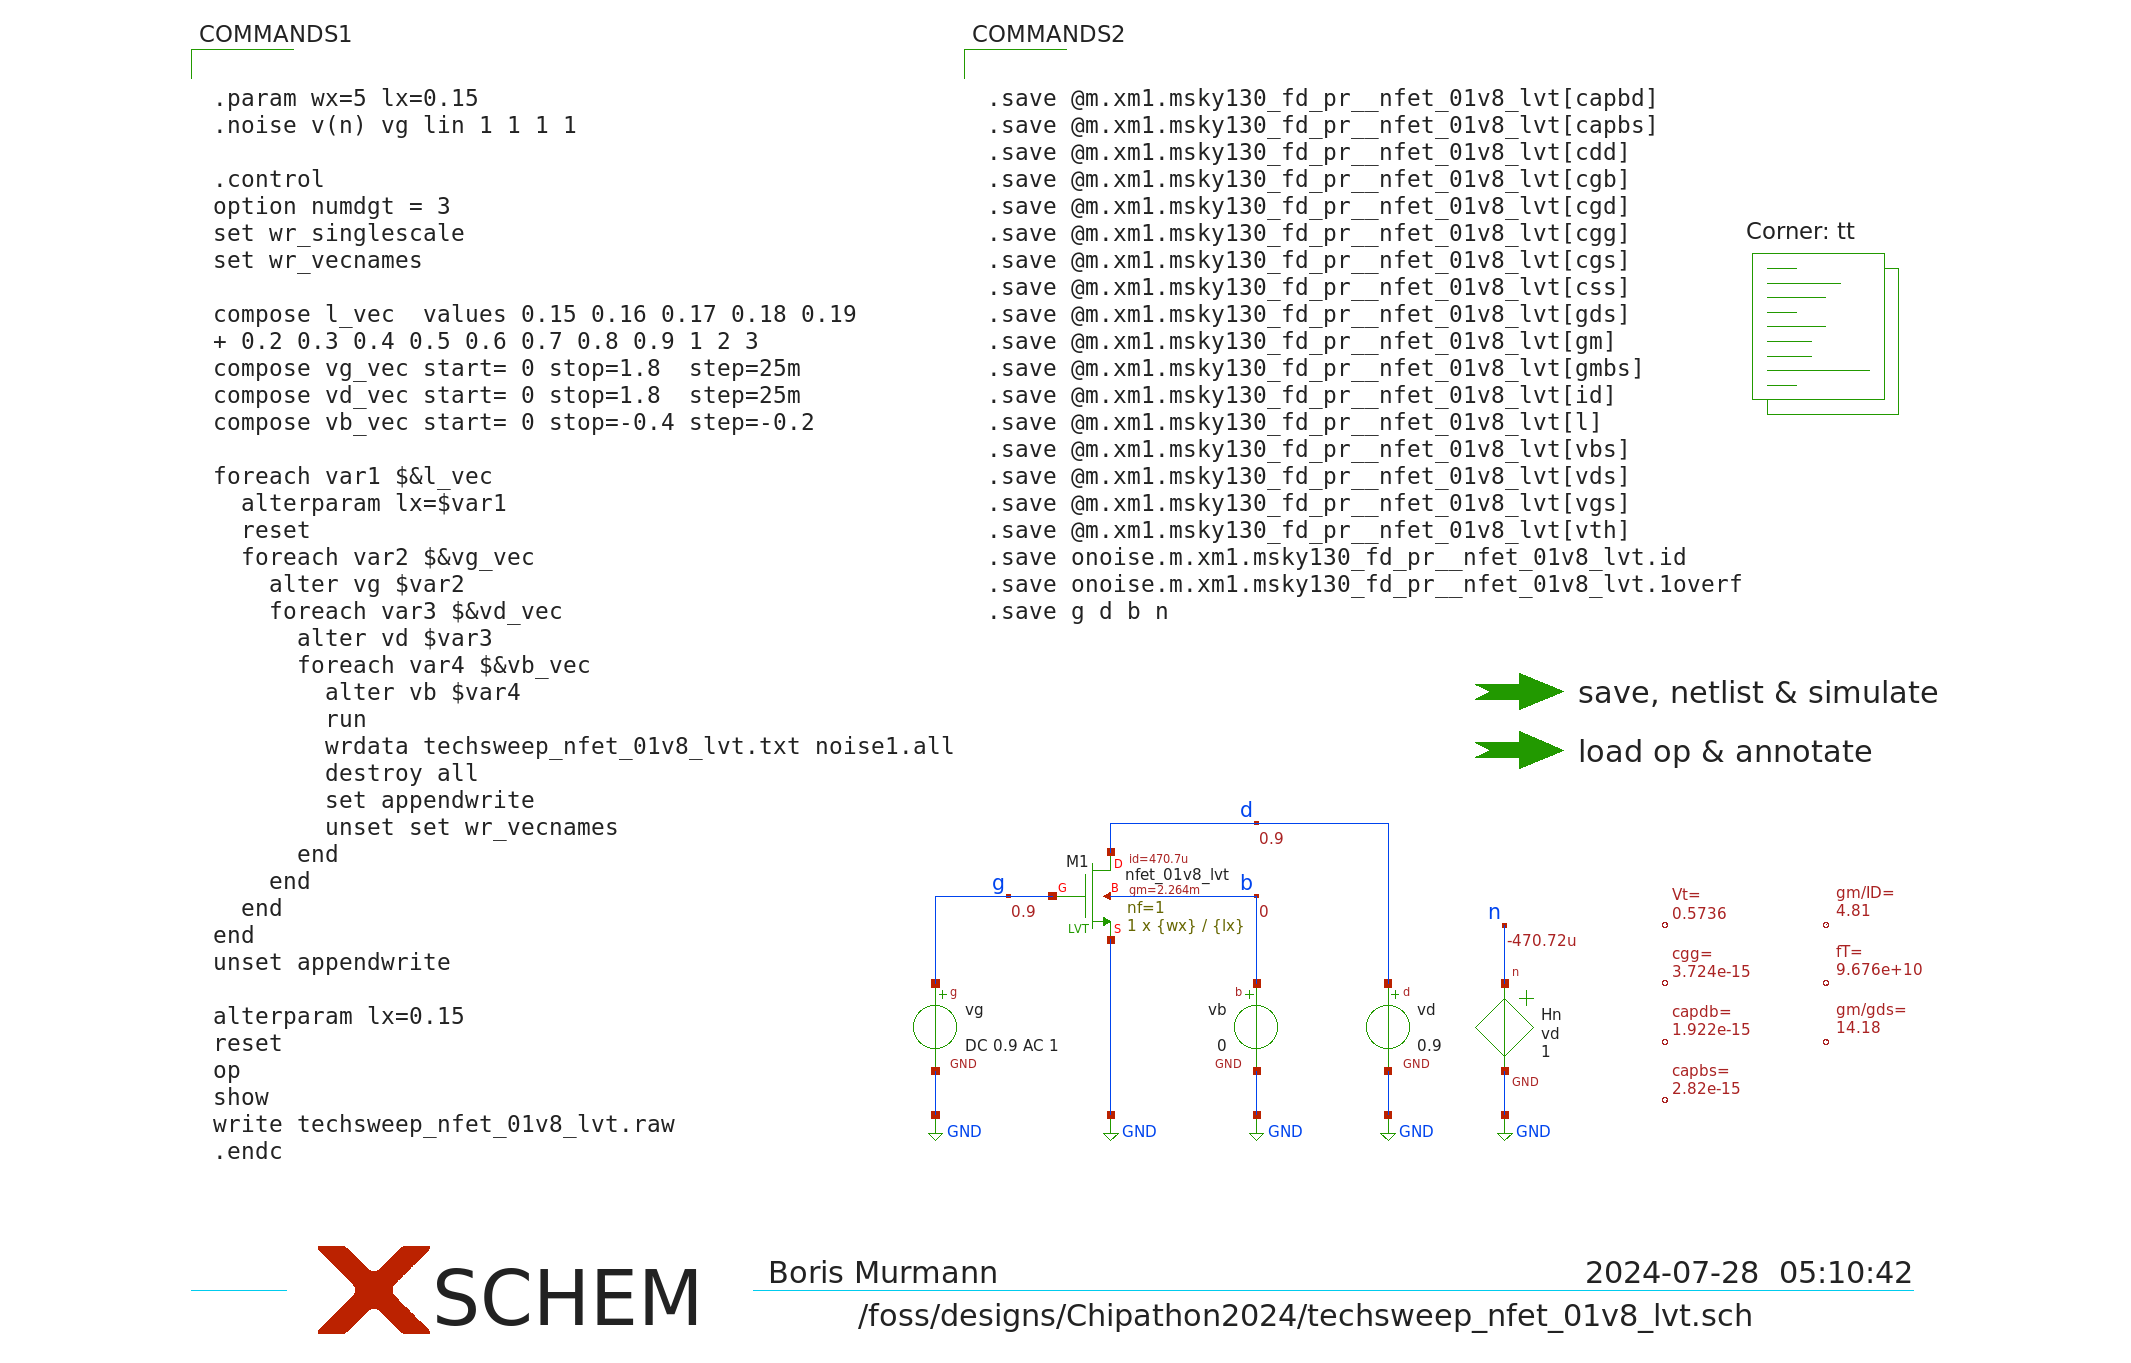 COMMANDS1
.param wx=5 lx=0.15
.noise v(n) vg lin 1 1 1 1
.control
option numdgt = 3
set wr_singlescale
set wr_vecnames
compose l_vec  values 0.15 0.16 0.17 0.18 0.19
+ 0.2 0.3 0.4 0.5 0.6 0.7 0.8 0.9 1 2 3
compose vg_vec start= 0 stop=1.8  step=25m
compose vd_vec start= 0 stop=1.8  step=25m
compose vb_vec start= 0 stop=-0.4 step=-0.2
foreach var1 $&l_vec
  alterparam lx=$var1
  reset
  foreach var2 $&vg_vec
    alter vg $var2
    foreach var3 $&vd_vec
      alter vd $var3
      foreach var4 $&vb_vec
        alter vb $var4
        run
        wrdata techsweep_nfet_01v8_lvt.txt noise1.all
        destroy all
        set appendwrite
        unset set wr_vecnames
      end
    end
  end
end
unset appendwrite
alterparam lx=0.15
reset
op
show
write techsweep_nfet_01v8_lvt.raw
.endc
COMMANDS2
.save @m.xm1.msky130_fd_pr__nfet_01v8_lvt[capbd]
.save @m.xm1.msky130_fd_pr__nfet_01v8_lvt[capbs]
.save @m.xm1.msky130_fd_pr__nfet_01v8_lvt[cdd]
.save @m.xm1.msky130_fd_pr__nfet_01v8_lvt[cgb]
.save @m.xm1.msky130_fd_pr__nfet_01v8_lvt[cgd]
.save @m.xm1.msky130_fd_pr__nfet_01v8_lvt[cgg]
.save @m.xm1.msky130_fd_pr__nfet_01v8_lvt[cgs]
.save @m.xm1.msky130_fd_pr__nfet_01v8_lvt[css]
.save @m.xm1.msky130_fd_pr__nfet_01v8_lvt[gds]
.save @m.xm1.msky130_fd_pr__nfet_01v8_lvt[gm]
.save @m.xm1.msky130_fd_pr__nfet_01v8_lvt[gmbs]
.save @m.xm1.msky130_fd_pr__nfet_01v8_lvt[id]
.save @m.xm1.msky130_fd_pr__nfet_01v8_lvt[l]
.save @m.xm1.msky130_fd_pr__nfet_01v8_lvt[vbs]
.save @m.xm1.msky130_fd_pr__nfet_01v8_lvt[vds]
.save @m.xm1.msky130_fd_pr__nfet_01v8_lvt[vgs]
.save @m.xm1.msky130_fd_pr__nfet_01v8_lvt[vth]
.save onoise.m.xm1.msky130_fd_pr__nfet_01v8_lvt.id
.save onoise.m.xm1.msky130_fd_pr__nfet_01v8_lvt.1overf
.save g d b n
Corner: tt
save, netlist & simulate
load op & annotate
d
0.9
M1
D
id=470.7u
nfet_01v8_lvt
gm=2.264m
g
G
B
b
0.9
nf=1
0
LVT
S
1 x {wx} / {lx}
n
-470.72u
g
vg
DC 0.9 AC 1
GND
GND
GND
b
vb
0
GND
GND
d
vd
0.9
GND
GND
n
Hn
vd
1
GND
GND
Vt=
0.5736
cgg=
3.724e-15
capdb=
1.922e-15
capbs=
2.82e-15
gm/ID=
4.81
fT=
9.676e+10
gm/gds=
14.18
XSCHEM
Boris Murmann
2024-07-28  05:10:42
/foss/designs/Chipathon2024/techsweep_nfet_01v8_lvt.sch